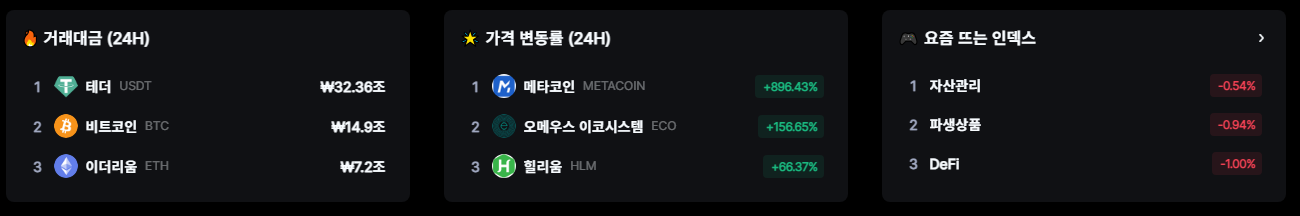 거래대금 (24H)
1 테더 USDT ₩32.36조
2 비트코인 BTC ₩14.9조
3 이더리움 ETH ₩7.2조
가격 변동률 (24H)
1 메타코인 METACOIN +896.43%
2 오메우스 이코시스템 ECO +156.65%
3 힐리움 HLM +66.37%
요즘 뜨는 인덱스 ›
1 자산관리 -0.54%
2 파생상품 -0.94%
3 DeFi -1.00%